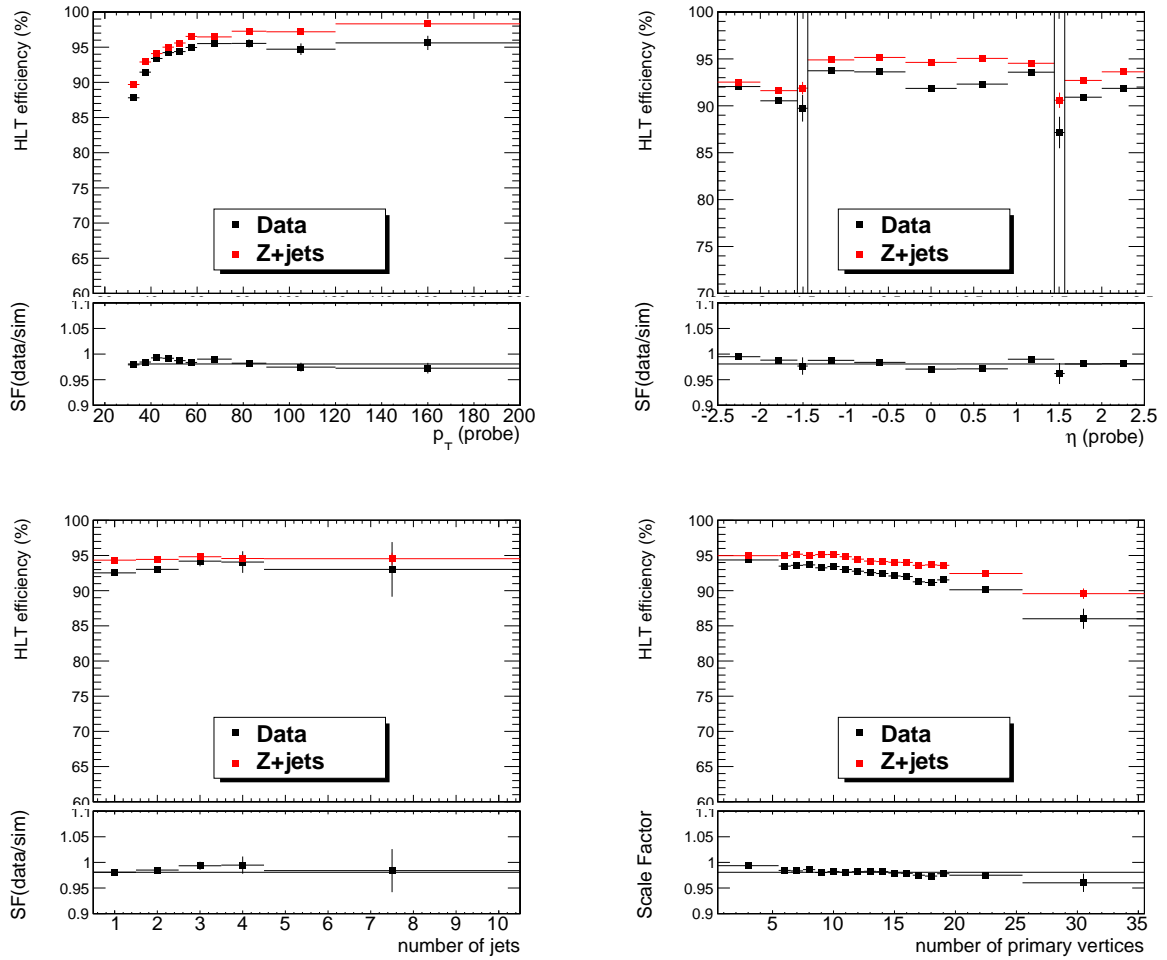 HLT efficiency (%)
100
95
90
85
80
75
70
65
60
Data
Z+jets
SF(data/sim)
1.1
1.05
1
0.95
0.9
20 40 60 80 100 120 140 160 180 200
p_T (probe)
HLT efficiency (%)
100
95
90
85
80
75
70
Data
Z+jets
SF(data/sim)
1.1
1.05
1
0.95
0.9
-2.5 -2 -1.5 -1 -0.5 0 0.5 1 1.5 2 2.5
η (probe)
HLT efficiency (%)
100
95
90
85
80
75
70
65
60
Data
Z+jets
SF(data/sim)
1.1
1.05
1
0.95
0.9
1 2 3 4 5 6 7 8 9 10
number of jets
HLT efficiency (%)
100
95
90
85
80
75
70
65
60
Data
Z+jets
Scale Factor
1.1
1.05
1
0.95
0.9
5 10 15 20 25 30 35
number of primary vertices